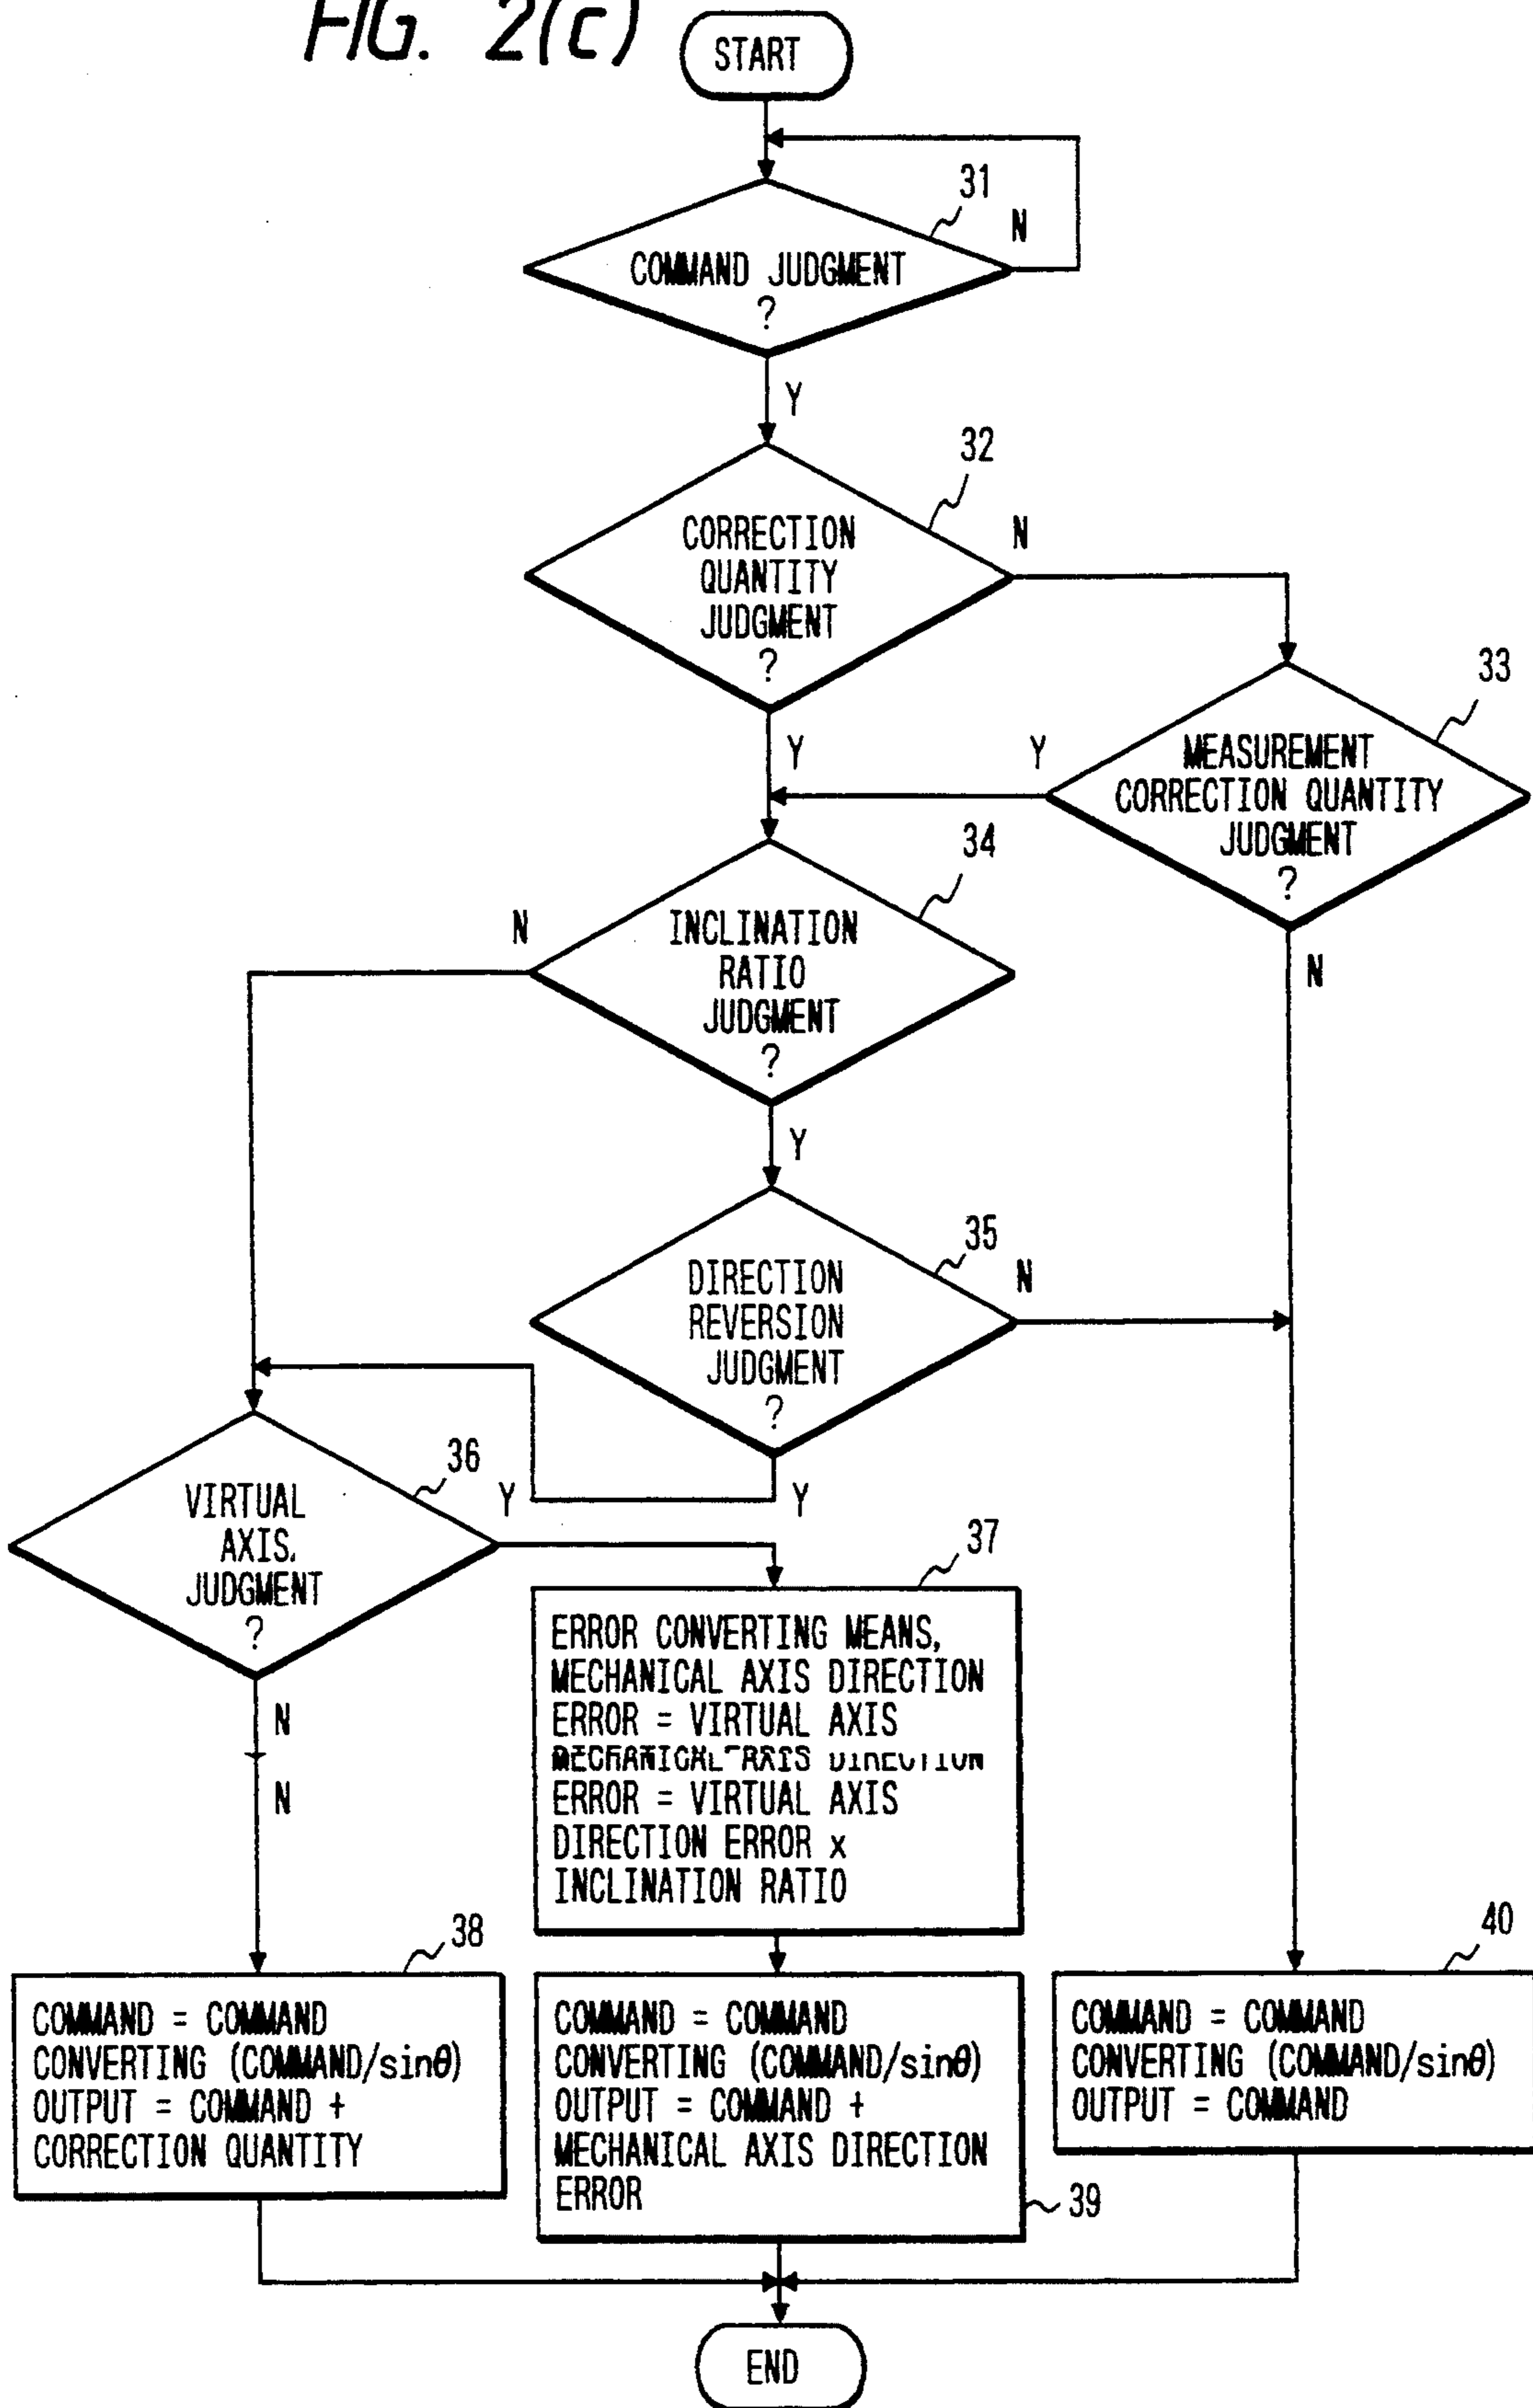 FIG. 2(c)
START
31
N
COMMAND JUDGMENT
?
Y
32
CORRECTION
QUANTITY
JUDGMENT
?
N
33
Y
Y
MEASUREMENT
CORRECTION QUANTITY
JUDGMENT
?
34
N
INCLINATION
RATIO
JUDGMENT
?
N
Y
35
DIRECTION
REVERSION
JUDGMENT
?
N
36
Y
Y
VIRTUAL
AXIS.
JUDGMENT
?
37
ERROR CONVERTING MEANS,
MECHANICAL AXIS DIRECTION
ERROR = VIRTUAL AXIS
MECHANICAL AXIS DIRECTION
ERROR = VIRTUAL AXIS
DIRECTION ERROR x
INCLINATION RATIO
N
N
38
COMMAND = COMMAND
CONVERTING (COMMAND/sinθ)
OUTPUT = COMMAND +
CORRECTION QUANTITY
COMMAND = COMMAND
CONVERTING (COMMAND/sinθ)
OUTPUT = COMMAND +
MECHANICAL AXIS DIRECTION
ERROR
39
40
COMMAND = COMMAND
CONVERTING (COMMAND/sinθ)
OUTPUT = COMMAND
END